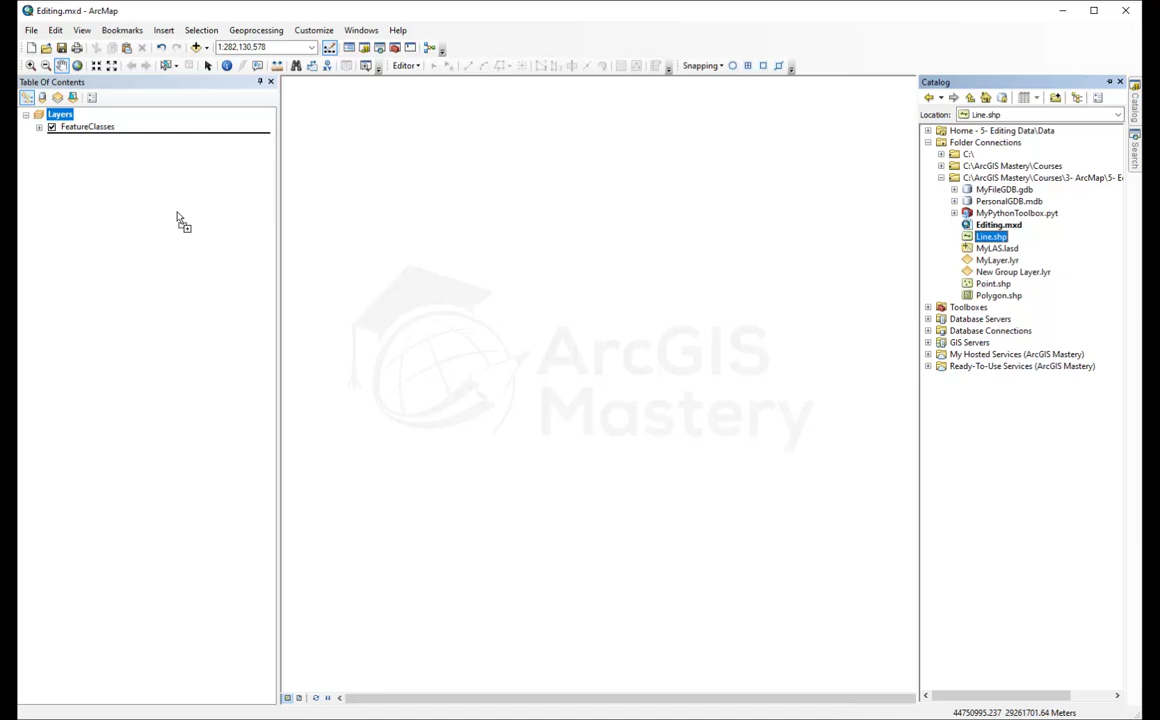 Editing.mxd - ArcMap
File Edit View Bookmarks Insert Selection Geoprocessing Customize Windows Help
1:282,130,578
Editor
Snapping
Table Of Contents
Layers
FeatureClasses
ArcGIS
Mastery
Catalog
Location: Line.shp
Home - 5- Editing Data\Data
Folder Connections
C:\
C:\ArcGIS Mastery\Courses
C:\ArcGIS Mastery\Courses\3- ArcMap\5- E
MyFileGDB.gdb
PersonalGDB.mdb
MyPythonToolbox.pyt
Editing.mxd
Line.shp
MyLAS.lasd
MyLayer.lyr
New Group Layer.lyr
Point.shp
Polygon.shp
Toolboxes
Database Servers
Database Connections
GIS Servers
My Hosted Services (ArcGIS Mastery)
Ready-To-Use Services (ArcGIS Mastery)
Catalog
Search
44750995.237 29261701.64 Meters